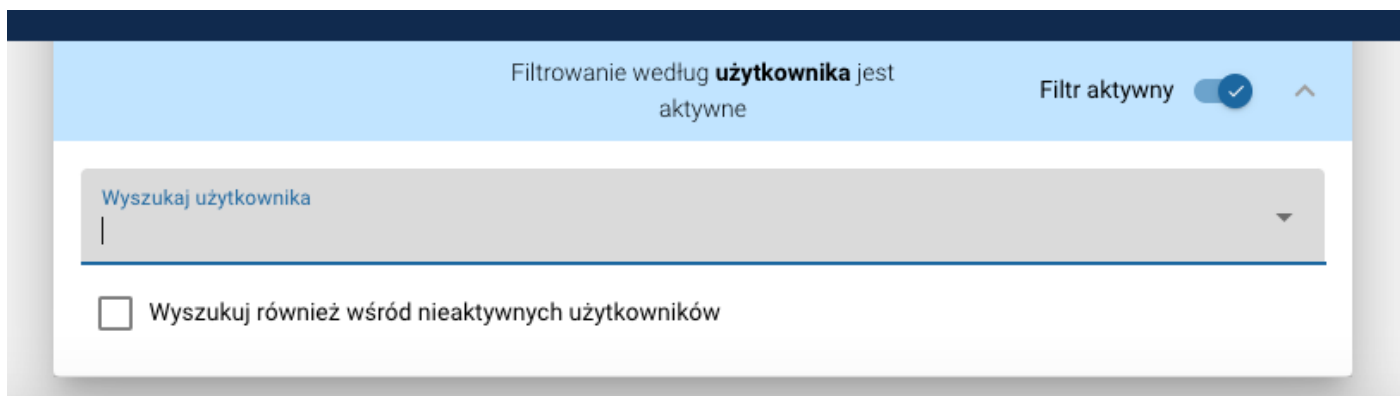 Filtrowanie według użytkownika jest
aktywne
Filtr aktywny
Wyszukaj użytkownika
Wyszukuj również wśród nieaktywnych użytkowników